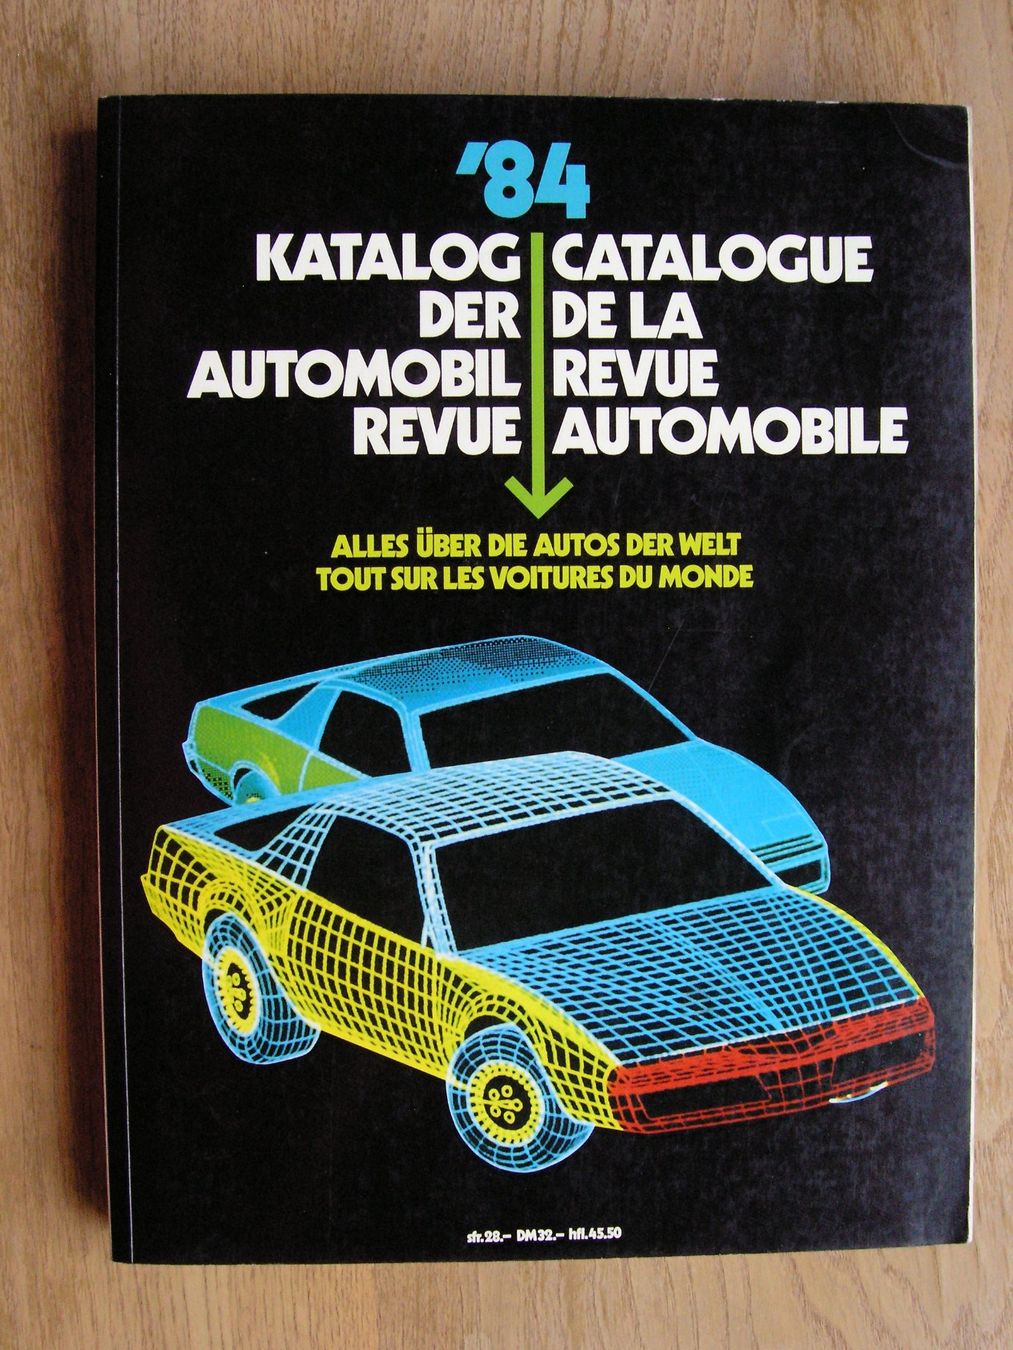 '84
KATALOG
DER
AUTOMOBIL
REVUE
CATALOGUE
DE LA
REVUE
AUTOMOBILE
ALLES ÜBER DIE AUTOS DER WELT
TOUT SUR LES VOITURES DU MONDE
sfr.28.– DM32.– hfl.45.50